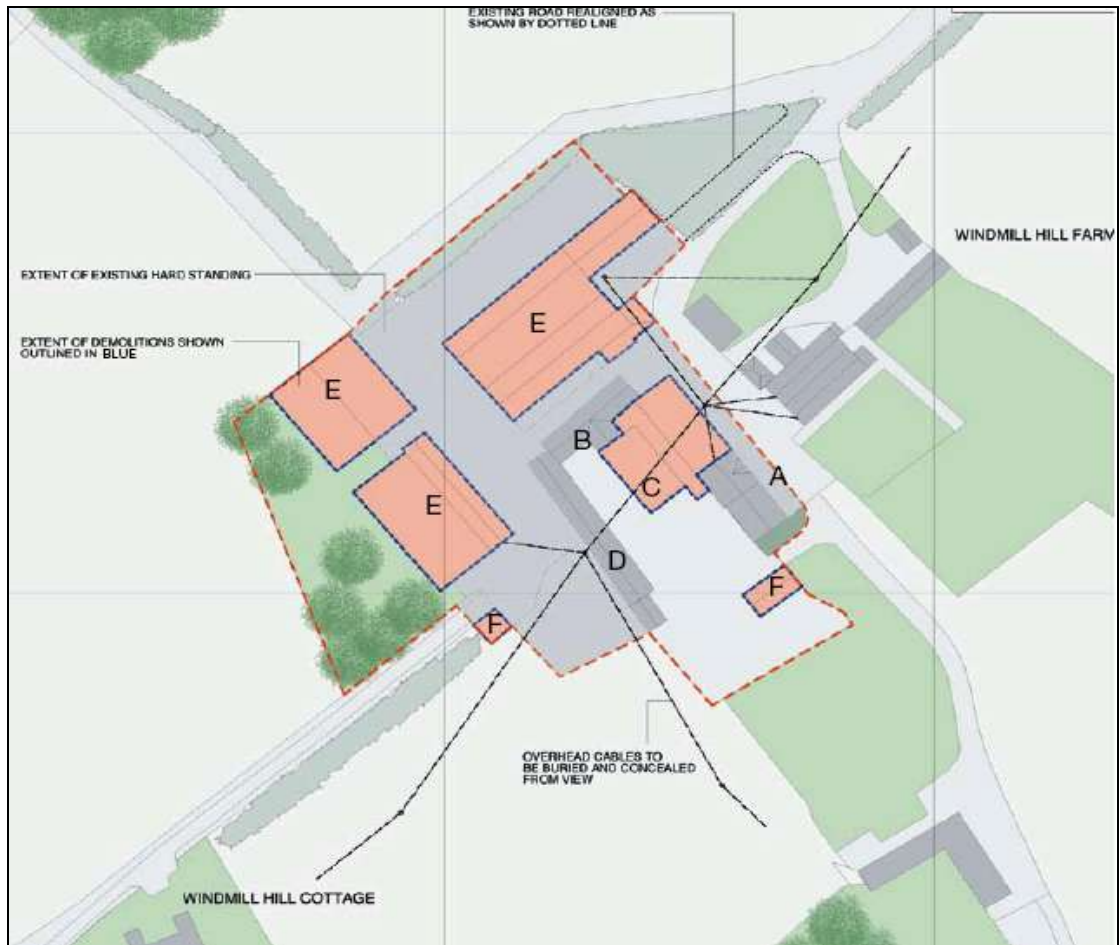 EXISTING ROAD REALIGNED AS
SHOWN BY DOTTED LINE
WINDMILL HILL FARM
EXTENT OF EXISTING HARD STANDING
EXTENT OF DEMOLITIONS SHOWN
OUTLINED IN BLUE
E
E
E
B
C
A
D
F
F
OVERHEAD CABLES TO
BE BURIED AND CONCEALED
FROM VIEW
WINDMILL HILL COTTAGE